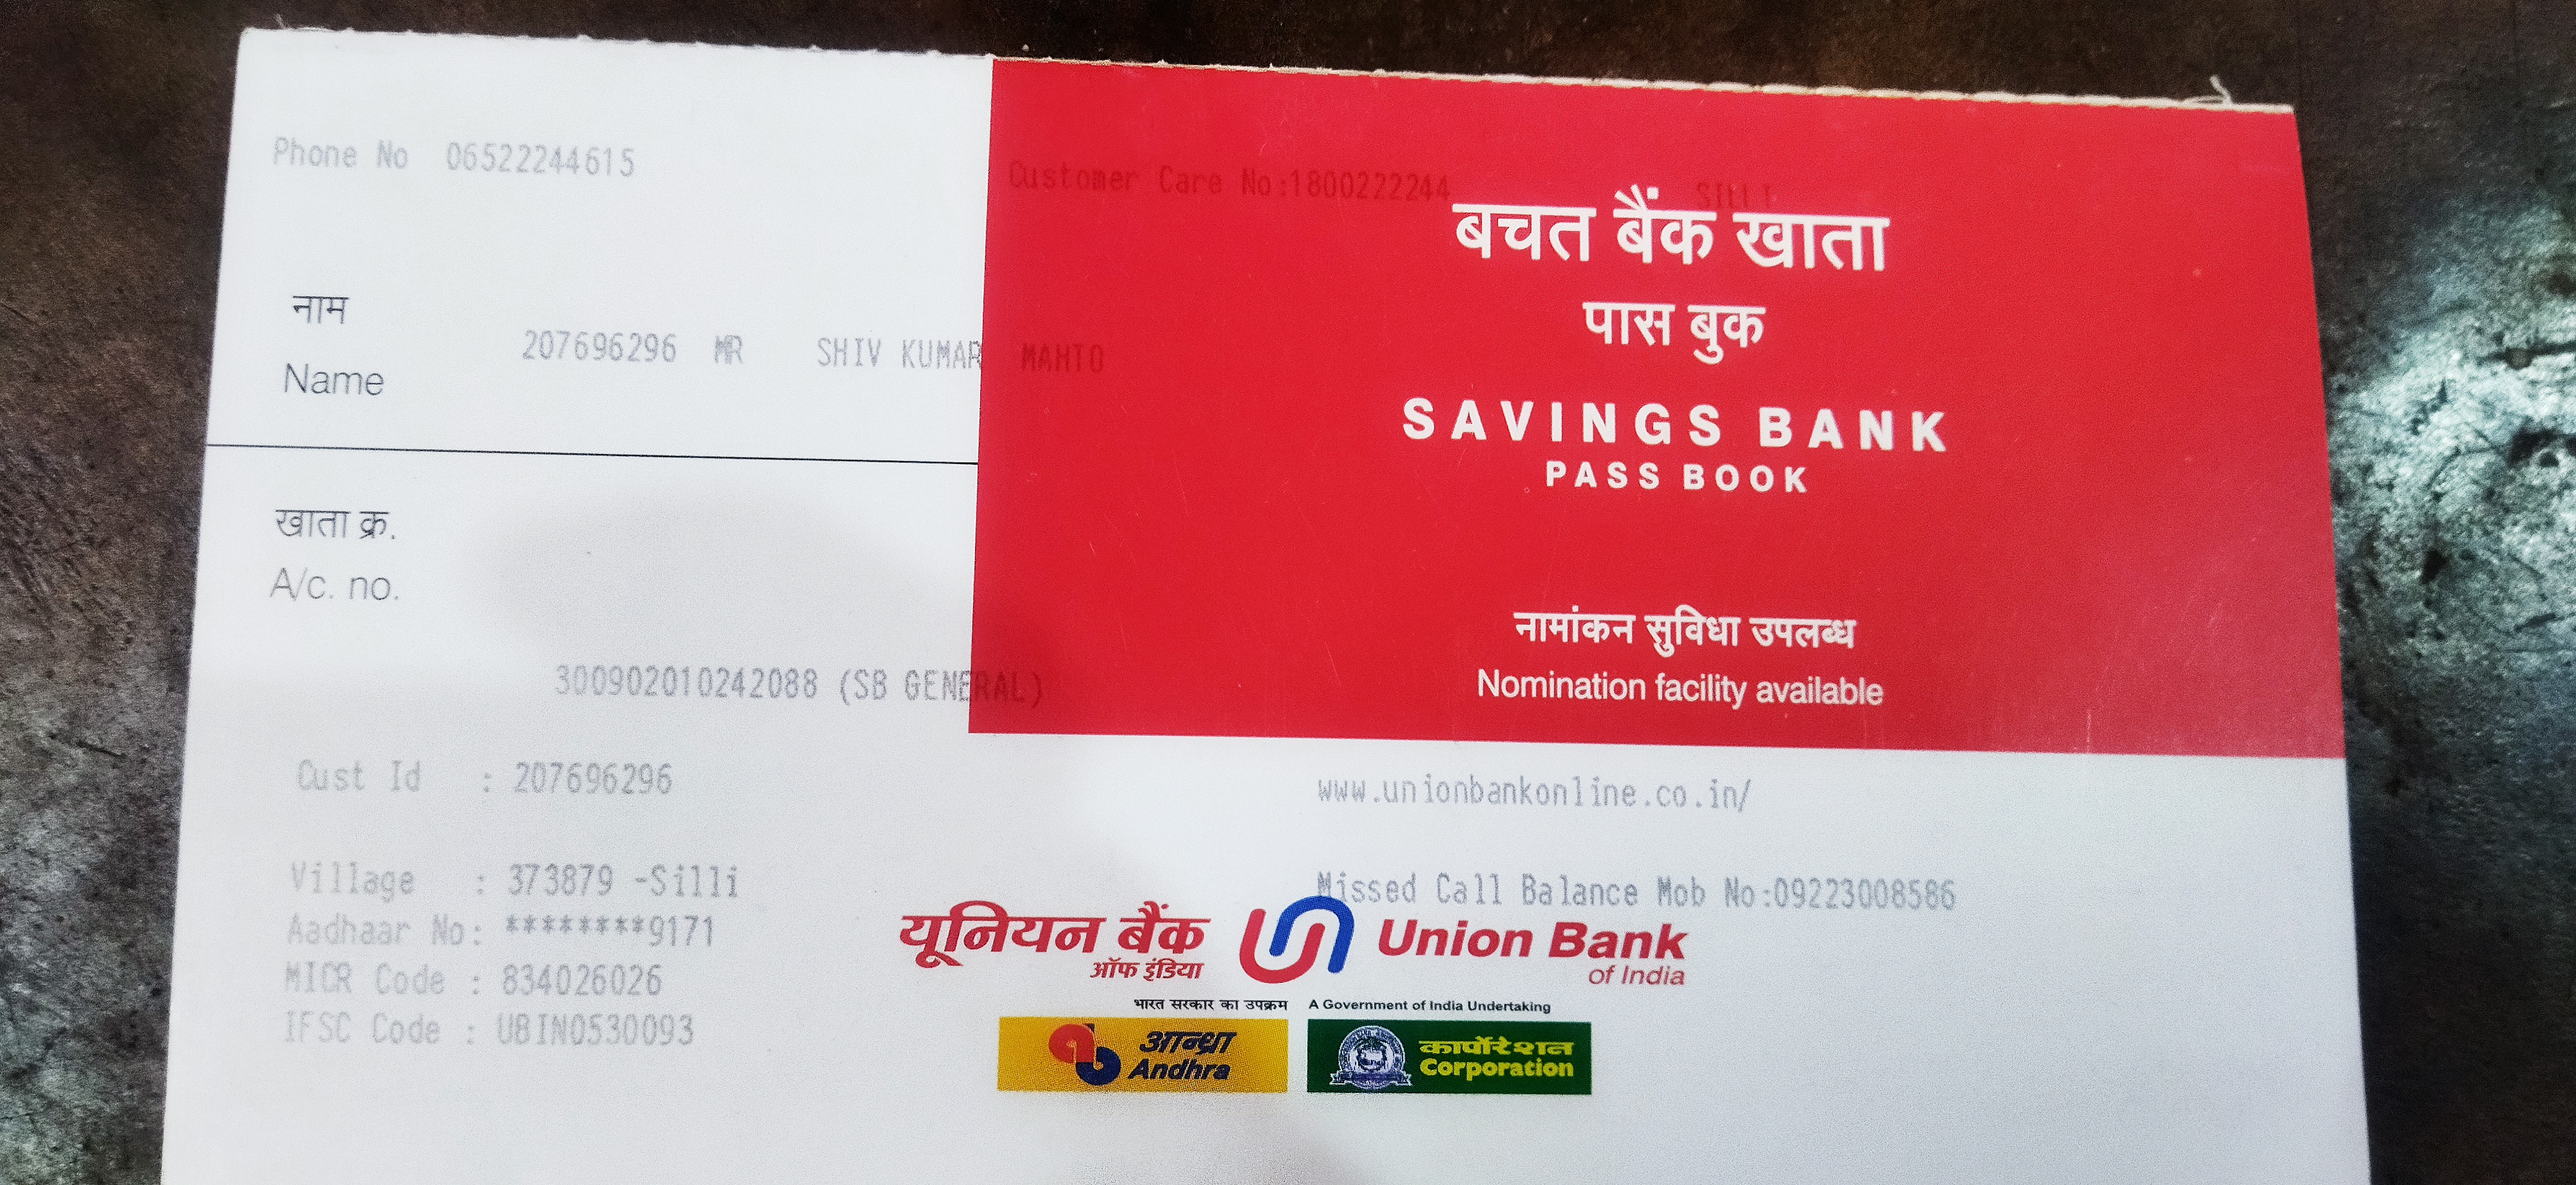 Phone No 06522244615
Customer Care No:1800222244 SILLI
बचत बैंक खाता
पास बुक
नाम
Name
207696296 MR SHIV KUMAR MAHTO
SAVINGS BANK
PASS BOOK
खाता क्र.
A/c. no.
नामांकन सुविधा उपलब्ध
Nomination facility available
300902010242088 (SB GENERAL)
Cust Id : 207696296
www.unionbankonline.co.in/
Village : 373879 -Silli
Missed Call Balance Mob No:09223008586
Aadhaar No: ********9171
MICR Code : 834026026
IFSC Code : UBIN0530093
यूनियन बैंक
ऑफ इंडिया
Union Bank
of India
भारत सरकार का उपक्रम
A Government of India Undertaking
आन्ध्रा
Andhra
कार्पोरेशन
Corporation